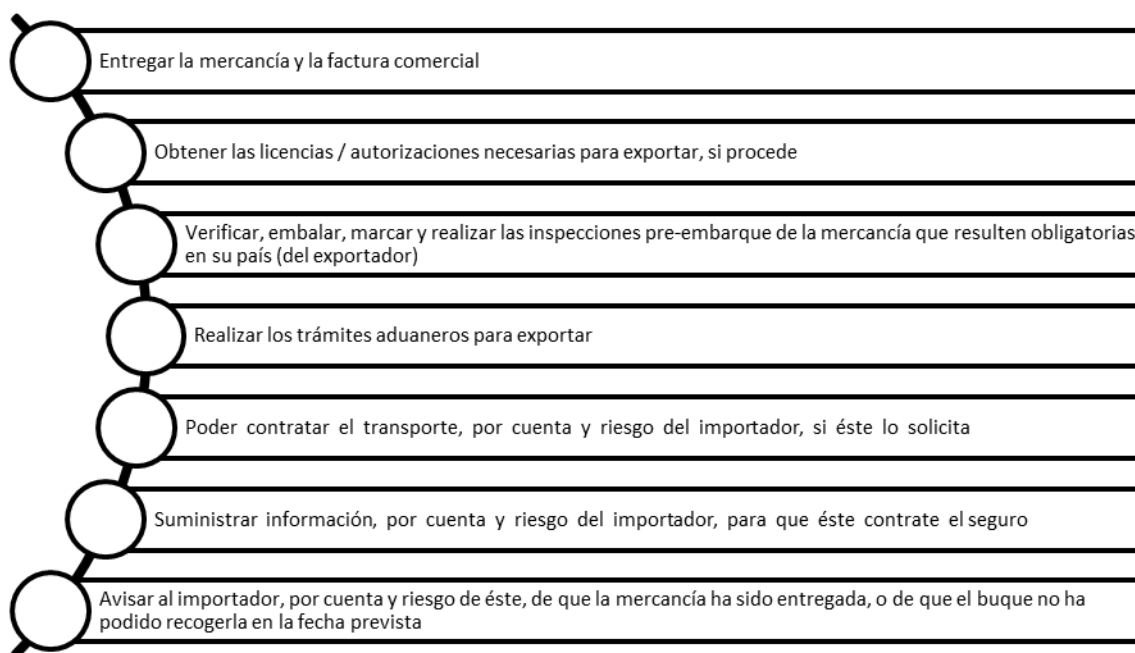 Entregar la mercancía y la factura comercial
Obtener las licencias / autorizaciones necesarias para exportar, si procede
Verificar, embalar, marcar y realizar las inspecciones pre-embarque de la mercancía que resulten obligatorias
en su país (del exportador)
Realizar los trámites aduaneros para exportar
Poder contratar el transporte, por cuenta y riesgo del importador, si éste lo solicita
Suministrar información, por cuenta y riesgo del importador, para que éste contrate el seguro
Avisar al importador, por cuenta y riesgo de éste, de que la mercancía ha sido entregada, o de que el buque no ha
podido recogerla en la fecha prevista